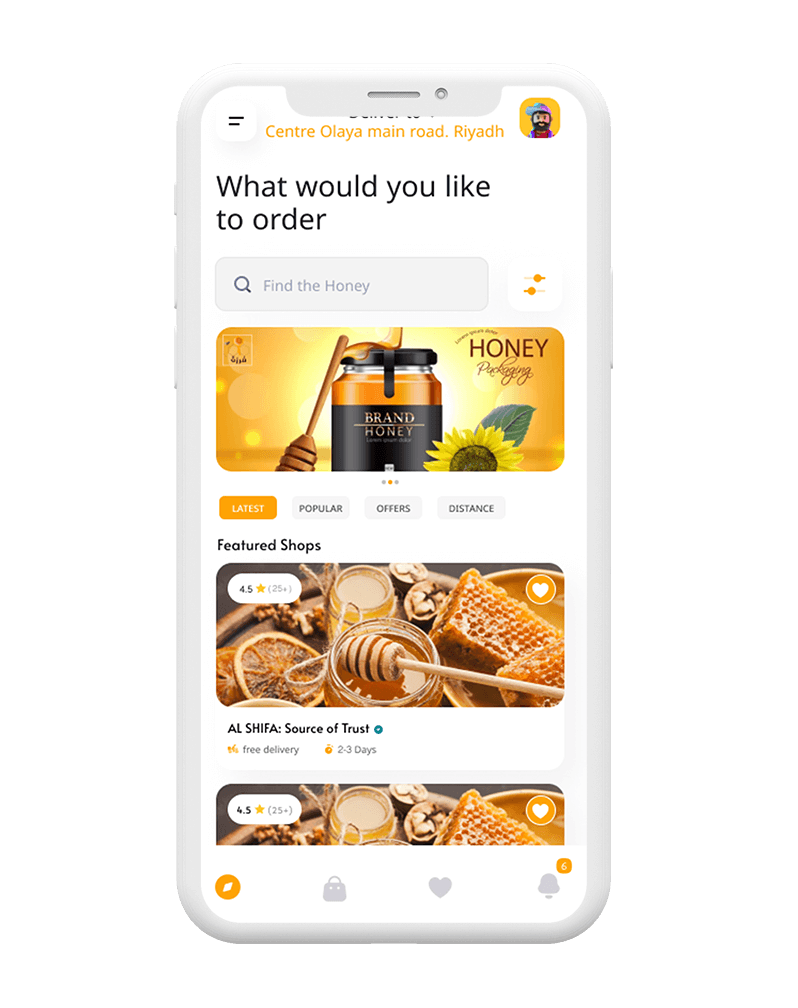 Deliver to
Centre Olaya main road. Riyadh
What would you like
to order
Find the Honey
Lorem ipsum dolor
HONEY
Packaging
BRAND
HONEY
Lorem ipsum dolor
LATEST
POPULAR
OFFERS
DISTANCE
Featured Shops
4.5 (25+)
AL SHIFA: Source of Trust
free delivery
2-3 Days
4.5 (25+)
6